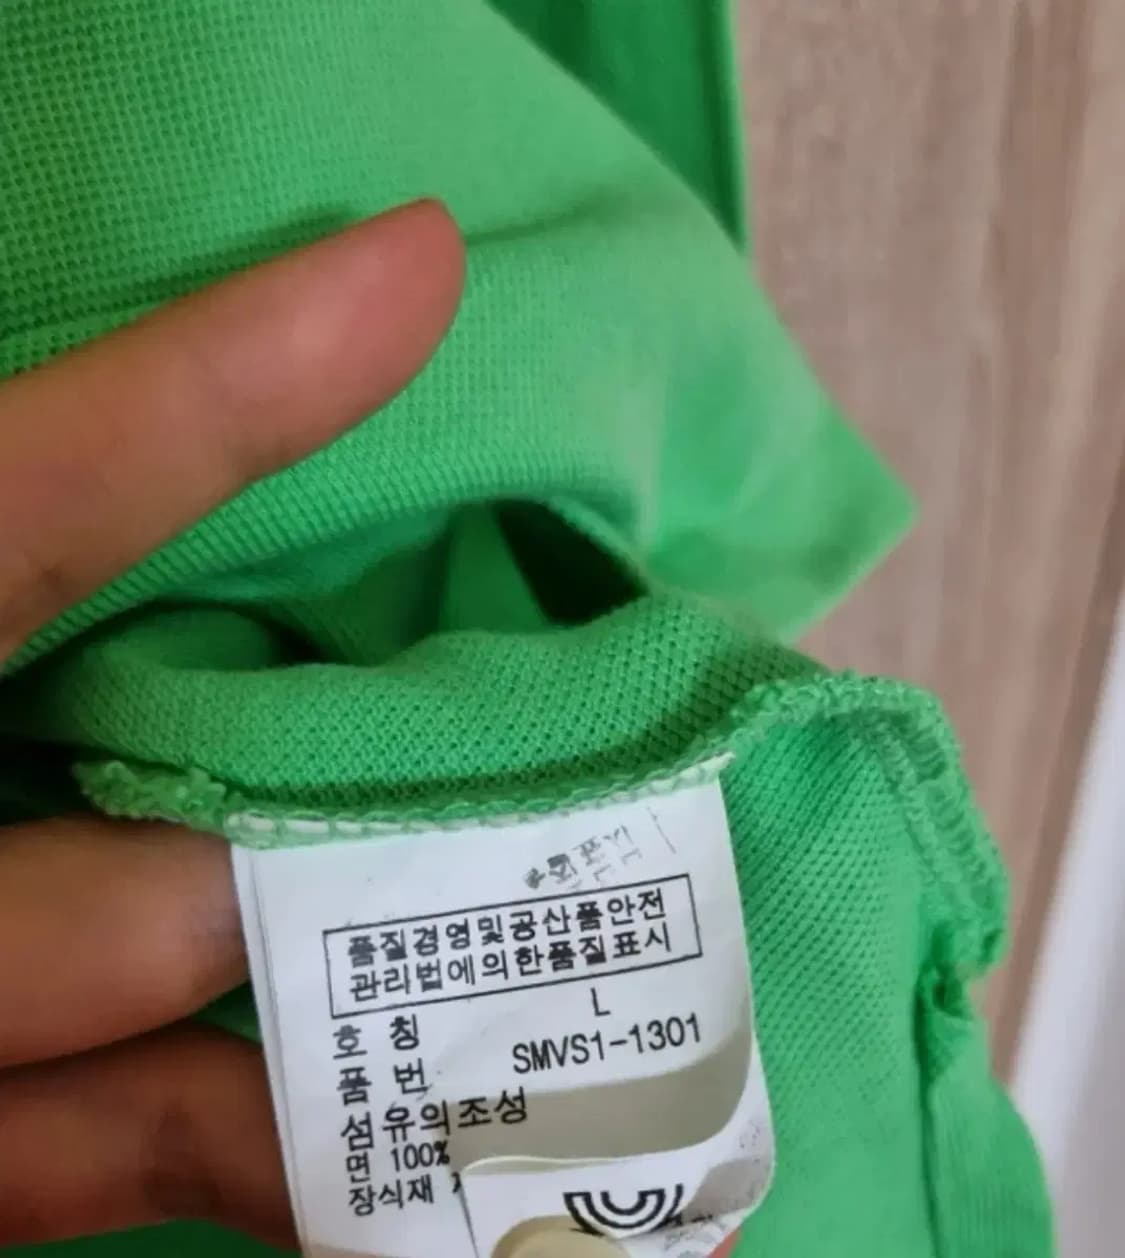 품질경영및공산품안전
관리법에의한품질표시
호 칭 L
품 번 SMVS1-1301
섬유의조성
면 100%
장식재